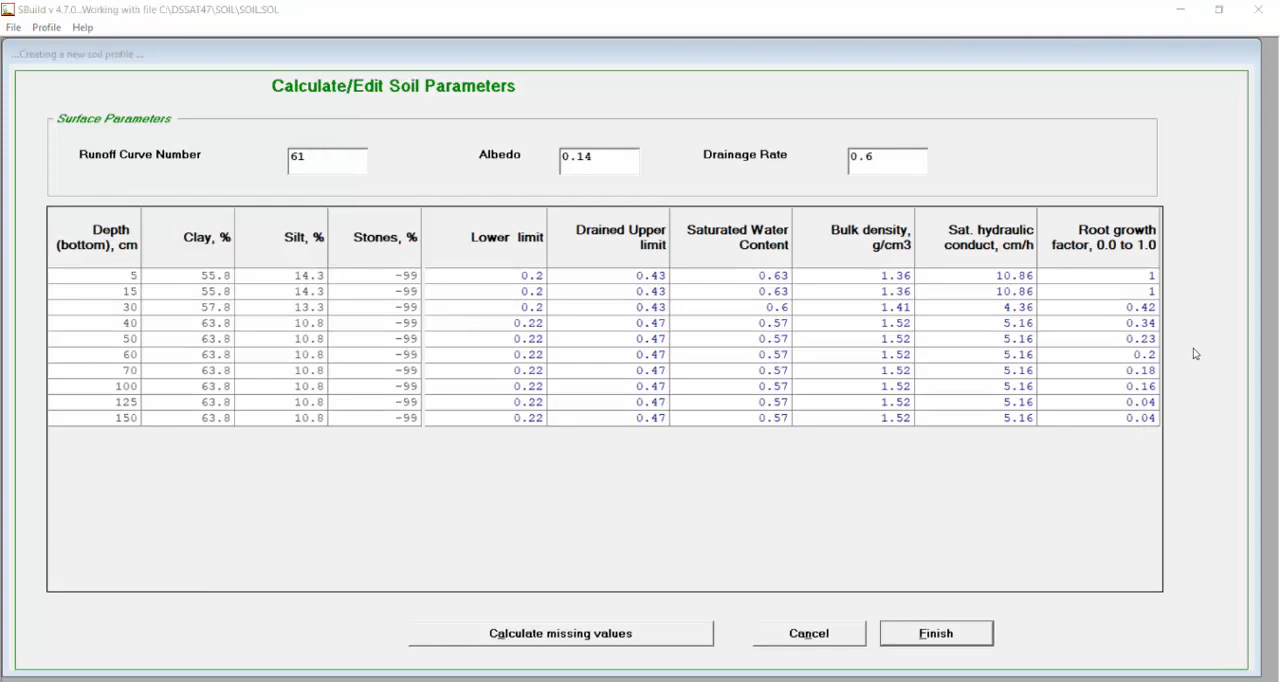 SBuild v 4.7.0...Working with file C:\DSSAT47\SOIL\SOIL.SOL
File Profile Help
...Creating a new soil profile ...
Calculate/Edit Soil Parameters
Surface Parameters
Runoff Curve Number 61 Albedo 0.14 Drainage Rate 0.6
Depth (bottom), cm Clay, % Silt, % Stones, % Lower limit Drained Upper limit Saturated Water Content Bulk density, g/cm3 Sat. hydraulic conduct, cm/h Root growth factor, 0.0 to 1.0
5 55.8 14.3 -99 0.2 0.43 0.63 1.36 10.86 1
15 55.8 14.3 -99 0.2 0.43 0.63 1.36 10.86 1
30 57.8 13.3 -99 0.2 0.43 0.6 1.41 4.36 0.42
40 63.8 10.8 -99 0.22 0.47 0.57 1.52 5.16 0.34
50 63.8 10.8 -99 0.22 0.47 0.57 1.52 5.16 0.23
60 63.8 10.8 -99 0.22 0.47 0.57 1.52 5.16 0.2
70 63.8 10.8 -99 0.22 0.47 0.57 1.52 5.16 0.18
100 63.8 10.8 -99 0.22 0.47 0.57 1.52 5.16 0.16
125 63.8 10.8 -99 0.22 0.47 0.57 1.52 5.16 0.04
150 63.8 10.8 -99 0.22 0.47 0.57 1.52 5.16 0.04
Calculate missing values Cancel Finish